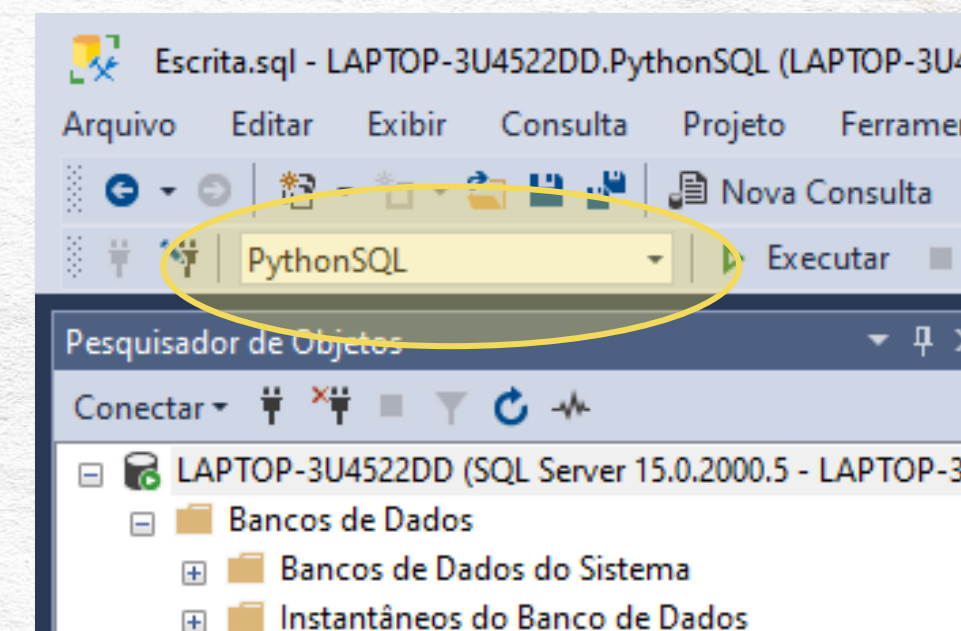 Escrita.sql - LAPTOP-3U4522DD.PythonSQL (LAPTOP-3U4
Arquivo Editar Exibir Consulta Projeto Ferramen
Nova Consulta
PythonSQL Executar
Pesquisador de Objetos
Conectar
LAPTOP-3U4522DD (SQL Server 15.0.2000.5 - LAPTOP-3
Bancos de Dados
Bancos de Dados do Sistema
Instantâneos do Banco de Dados